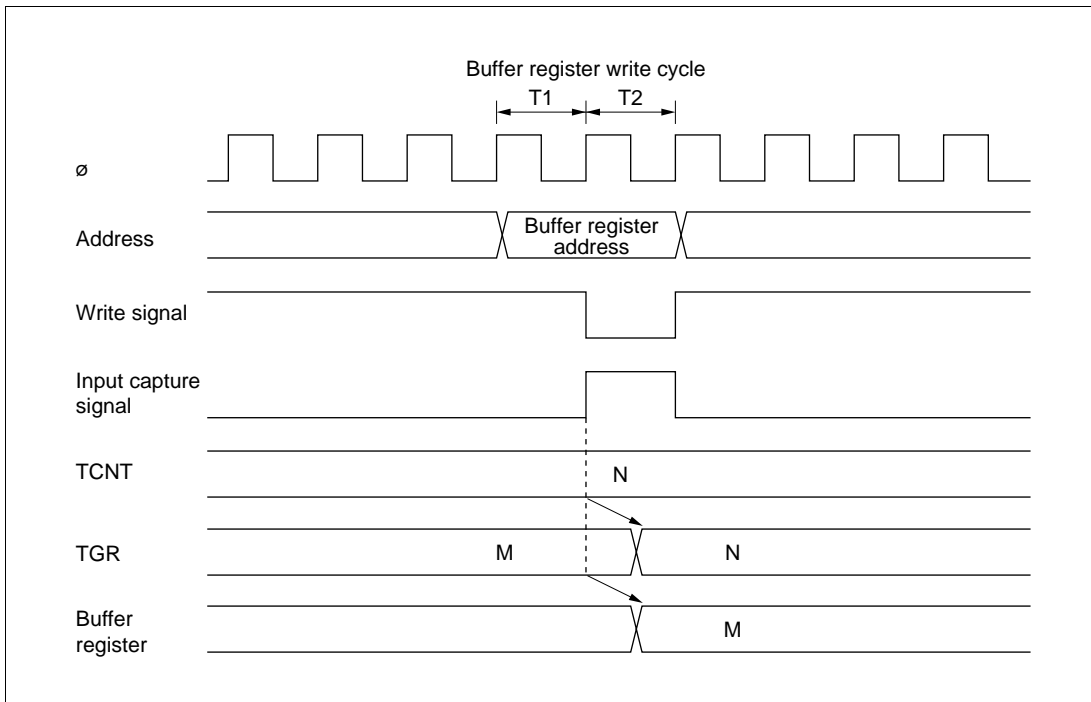 Buffer register write cycle
T1 T2
ø
Address
Buffer register
address
Write signal
Input capture
signal
TCNT
N
TGR
M
N
Buffer
register
M